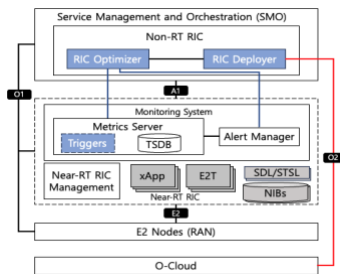 Service Management and Orchestration (SMO)
Non-RT RIC
RIC Optimizer
RIC Deployer
O1
A1
Monitoring System
Metrics Server
Triggers
TSDB
Alert Manager
O2
Near-RT RIC
Management
xApp
E2T
SDL/STSL
NIBs
Near-RT RIC
E2
E2 Nodes (RAN)
O-Cloud